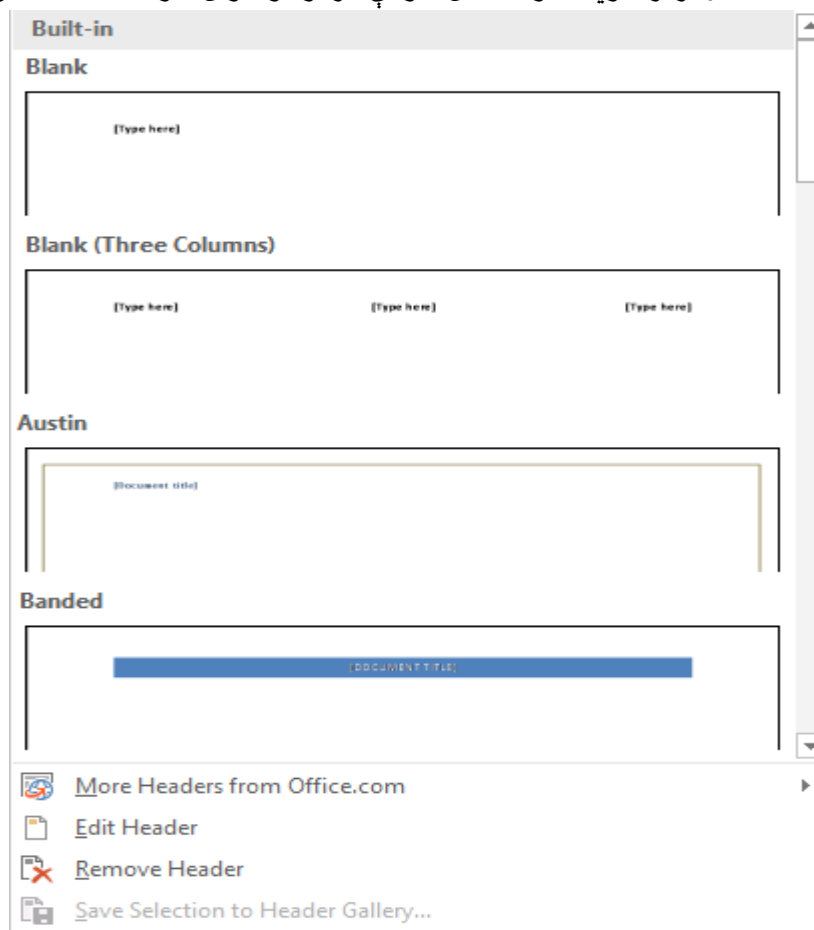 Built-in
Blank
[Type here]
Blank (Three Columns)
[Type here] [Type here] [Type here]
Austin
[Document title]
Banded
[DOCUMENT TITLE]
More Headers from Office.com
Edit Header
Remove Header
Save Selection to Header Gallery...